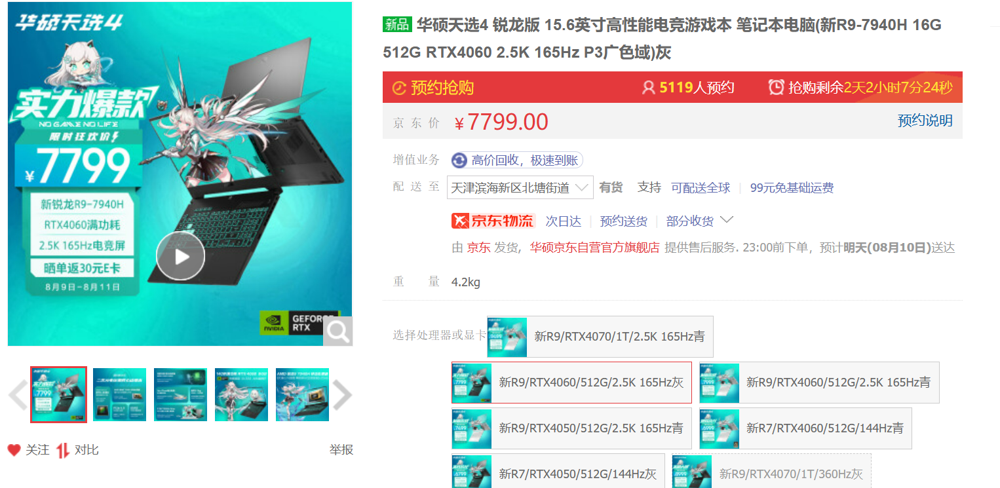 华硕天选4
实力爆款
NO GAME NO LIFE
限时狂欢价
¥7799
新锐龙R9-7940H
RTX4060满功耗
2.5K 165Hz电竞屏
晒单返30元E卡
8月9日-8月11日
NVIDIA
GEFORCE
RTX
关注 对比 举报
新品 华硕天选4 锐龙版 15.6英寸高性能电竞游戏本 笔记本电脑(新R9-7940H 16G
512G RTX4060 2.5K 165Hz P3广色域)灰
预约抢购 5119人预约 抢购剩余2天2小时7分24秒
京东价 ¥7799.00 预约说明
增值业务 高价回收，极速到账
配送至 天津滨海新区北塘街道 有货 支持 可配送全球 | 99元免基础运费
京东物流 次日达 | 预约送货 | 部分收货
由 京东 发货, 华硕京东自营官方旗舰店 提供售后服务. 23:00前下单，预计明天(08月10日)送达
重量 4.2kg
选择处理器或显卡 新R9/RTX4070/1T/2.5K 165Hz青
新R9/RTX4060/512G/2.5K 165Hz灰 新R9/RTX4060/512G/2.5K 165Hz青
新R9/RTX4050/512G/2.5K 165Hz青 新R7/RTX4060/512G/144Hz青
新R7/RTX4050/512G/144Hz灰 新R9/RTX4070/1T/360Hz灰